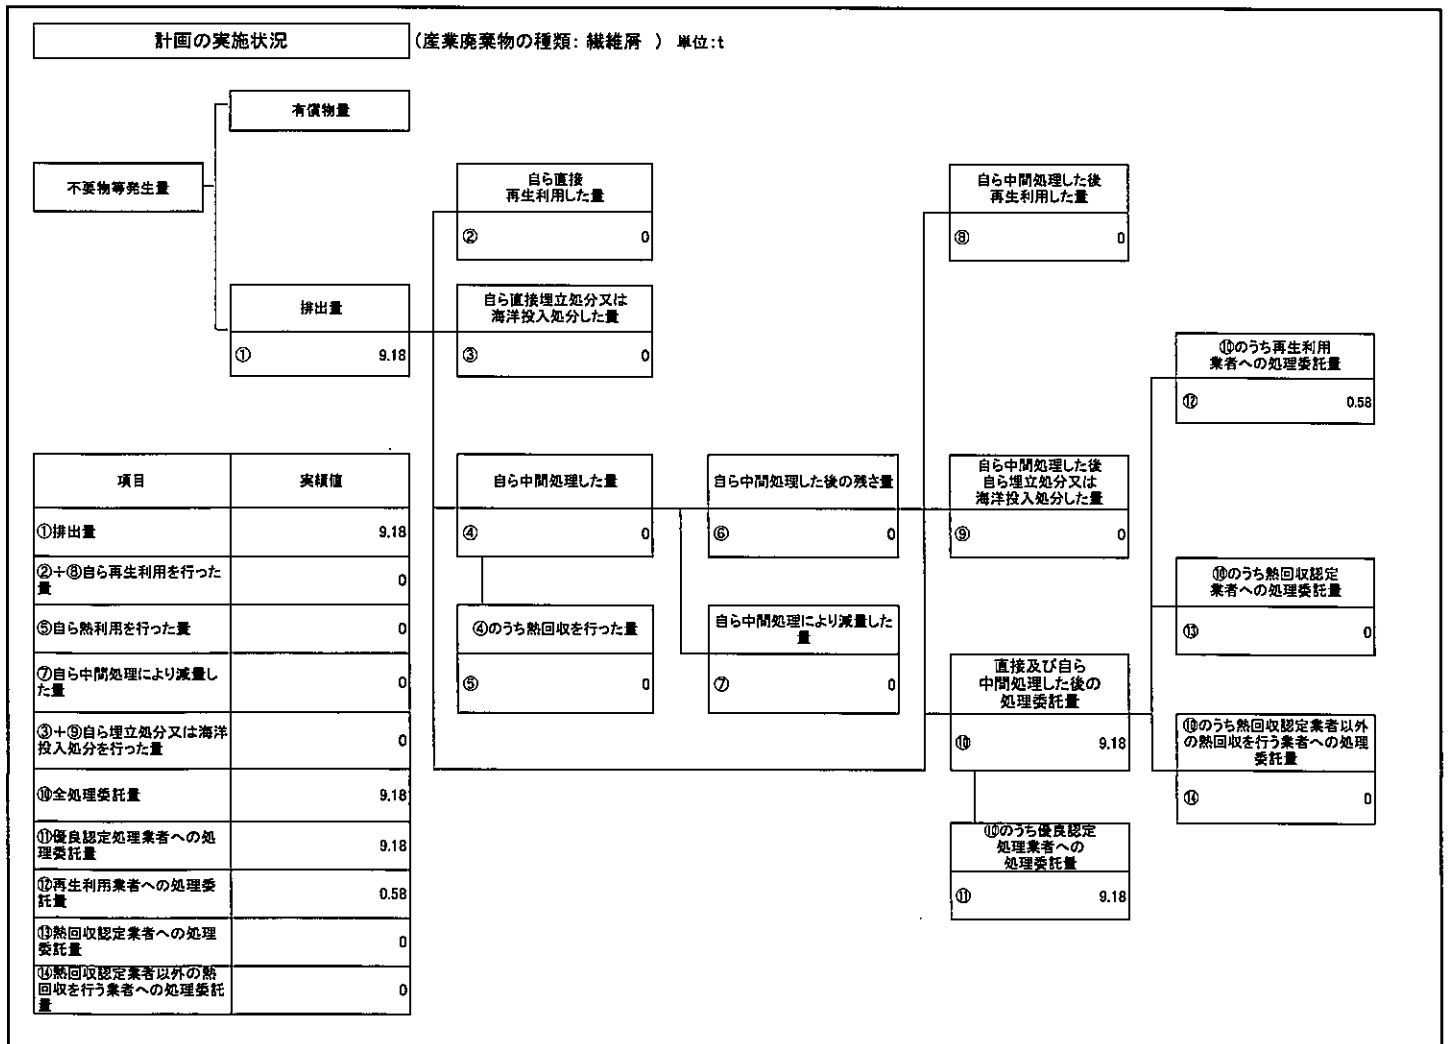 計画の実施状況 (産業廃棄物の種類: 繊維屑 ) 単位:t
有償物量
不要物等発生量
自ら直接
再生利用した量
② 0
自ら中間処理した後
再生利用した量
⑧ 0
排出量
① 9.18
自ら直接埋立処分又は
海洋投入処分した量
③ 0
⑩のうち再生利用
業者への処理委託量
⑫ 0.58
項目 実績値
①排出量 9.18
②+⑧自ら再生利用を行った
量 0
⑤自ら熱利用を行った量 0
⑦自ら中間処理により減量し
た量 0
③+⑨自ら埋立処分又は海洋
投入処分を行った量 0
⑩全処理委託量 9.18
⑪優良認定処理業者への処
理委託量 9.18
⑫再生利用業者への処理委
託量 0.58
⑬熱回収認定業者への処理
委託量 0
⑭熱回収認定業者以外の熱
回収を行う業者への処理委託
量 0
自ら中間処理した量
④ 0
自ら中間処理した後の残さ量
⑥ 0
自ら中間処理した後
自ら埋立処分又は
海洋投入処分した量
⑨ 0
④のうち熱回収を行った量
⑤ 0
自ら中間処理により減量した
量
⑦ 0
⑩のうち熱回収認定
業者への処理委託量
⑬ 0
直接及び自ら
中間処理した後の
処理委託量
⑩ 9.18
⑩のうち熱回収認定業者以外
の熱回収を行う業者への処理
委託量
⑭ 0
⑩のうち優良認定
処理業者への
処理委託量
⑪ 9.18